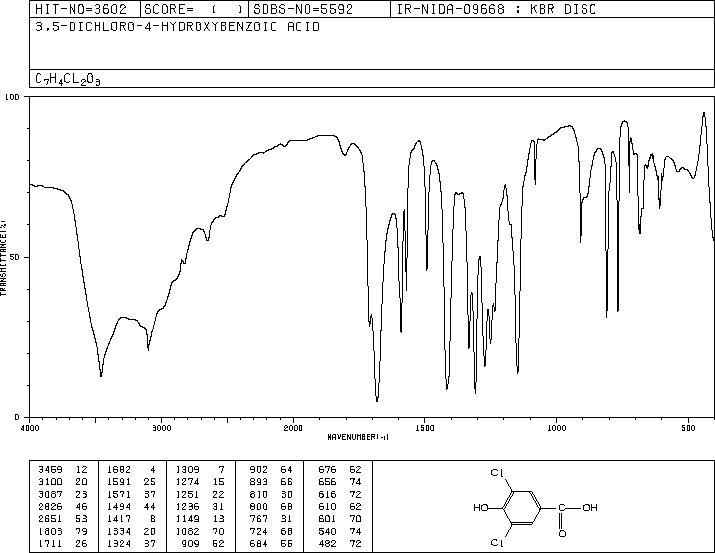 HIT-NO=3602 SCORE= ( ) SDBS-NO=5592 IR-NIDA-09668 : KBR DISC
3,5-DICHLORO-4-HYDROXYBENZOIC ACID
C7H4CL2O3
100
50
0
TRANSMITTANCE(%)
4000 3000 2000 1500 1000 500
WAVENUMBER(-1)
3459 12 1682 4 1309 7 902 64 676 62
3100 20 1591 25 1274 15 893 66 656 74
3087 23 1571 37 1251 22 810 30 616 72
2826 46 1494 44 1236 31 800 68 610 62
2651 53 1417 8 1149 13 767 31 601 70
1803 79 1334 20 1082 70 724 68 540 74
1711 26 1324 37 909 52 684 55 482 72
Cl
HO C OH
Cl O